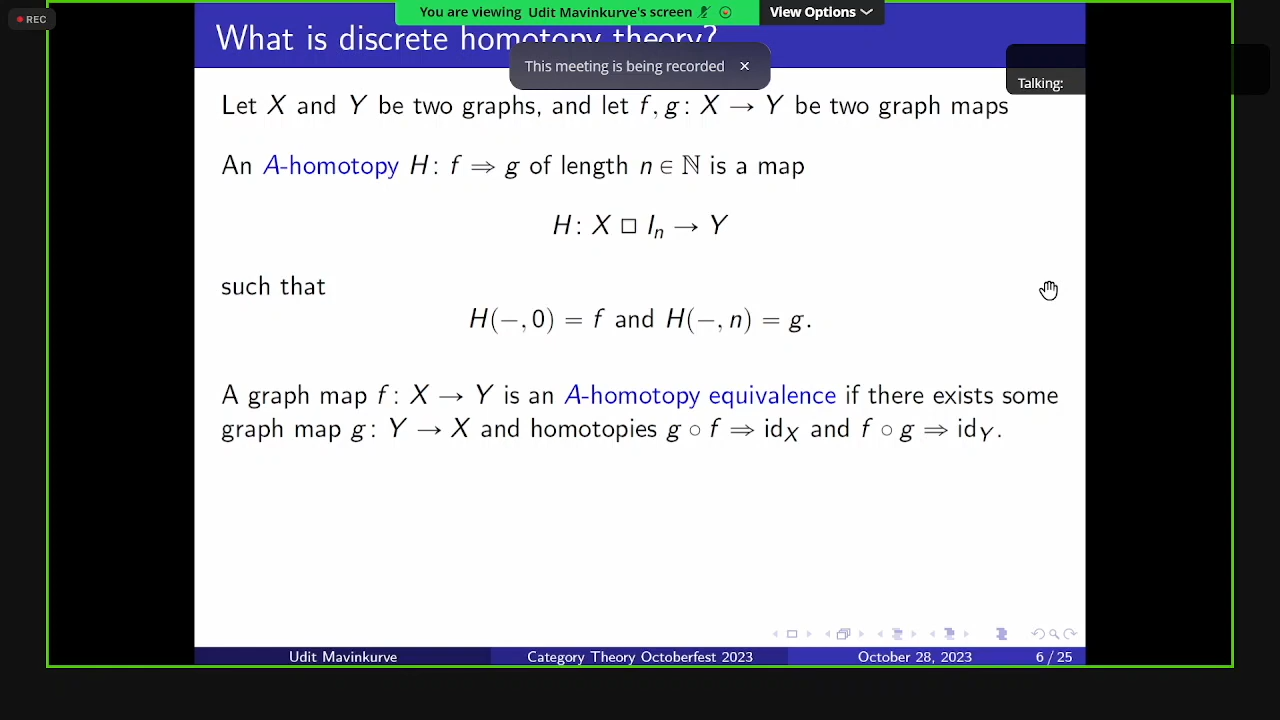 REC
You are viewing Udit Mavinkurve's screen
View Options
What is discrete homotopy theory?
This meeting is being recorded
Talking:
Let X and Y be two graphs, and let f, g : X → Y be two graph maps
An A-homotopy H : f ⇒ g of length n ∈ ℕ is a map
H : X □ Iₙ → Y
such that
H(−, 0) = f and H(−, n) = g.
A graph map f : X → Y is an A-homotopy equivalence if there exists some
graph map g : Y → X and homotopies g ∘ f ⇒ id_X and f ∘ g ⇒ id_Y.
Udit Mavinkurve Category Theory Octoberfest 2023 October 28, 2023 6 / 25